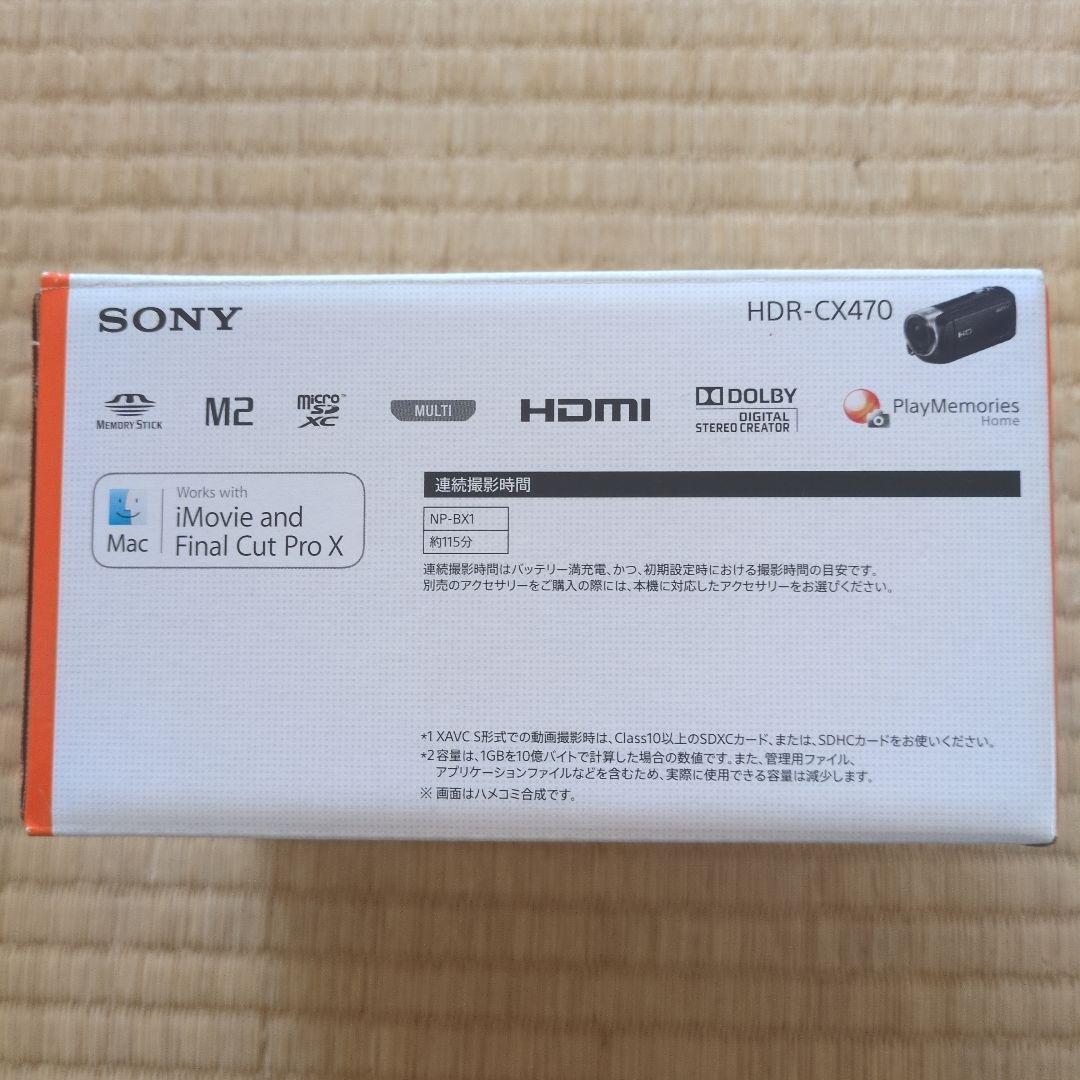 SONY
HDR-CX470
MEMORY STICK
M2
micro SD XC
MULTI
HDMI
DOLBY
DIGITAL
STEREO CREATOR
PlayMemories
Home
Mac
Works with
iMovie and
Final Cut Pro X
連続撮影時間
NP-BX1
約115分
連続撮影時間はバッテリー満充電、かつ、初期設定時における撮影時間の目安です。
別売のアクセサリーをご購入の際には、本機に対応したアクセサリーをお選びください。
*1 XAVC S形式での動画撮影時は、Class10以上のSDXCカード、または、SDHCカードをお使いください。
*2 容量は、1GBを10億バイトで計算した場合の数値です。また、管理用ファイル、
アプリケーションファイルなどを含むため、実際に使用できる容量は減少します。
※ 画面はハメコミ合成です。